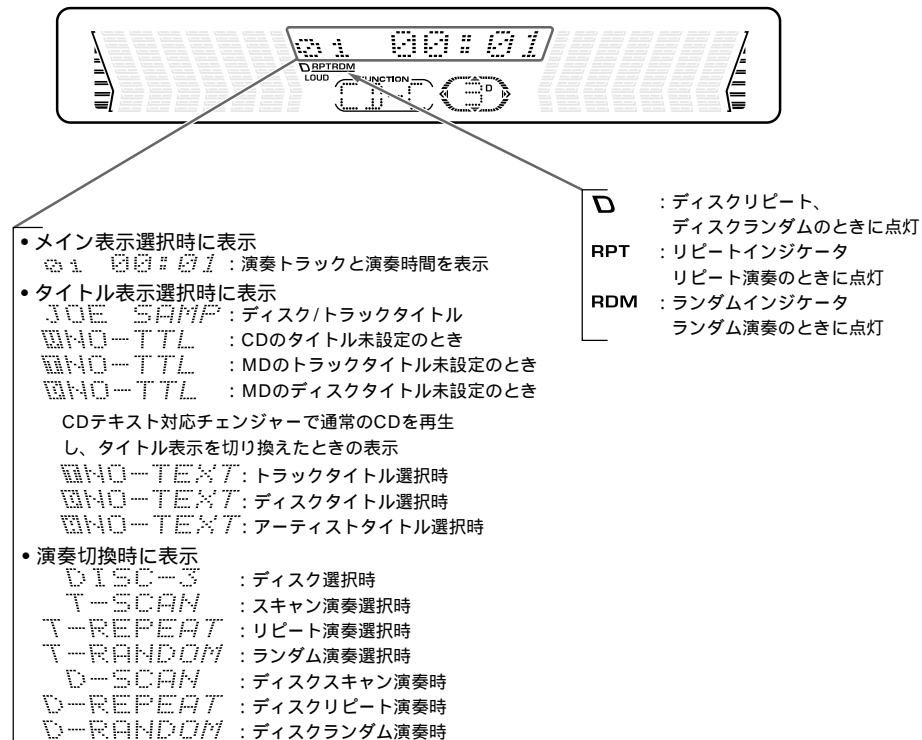 01 00:01
D RPT RDM
LOUD FUNCTION
CD-C 3 D
• メイン表示選択時に表示
01 00:01 : 演奏トラックと演奏時間を表示
• タイトル表示選択時に表示
JOE SAMP : ディスク/トラックタイトル
NO-TTL : CDのタイトル未設定のとき
NO-TTL : MDのトラックタイトル未設定のとき
NO-TTL : MDのディスクタイトル未設定のとき
CDテキスト対応チェンジャーで通常のCDを再生
し、タイトル表示を切り換えたときの表示
NO-TEXT : トラックタイトル選択時
NO-TEXT : ディスクタイトル選択時
NO-TEXT : アーティストタイトル選択時
• 演奏切換時に表示
DISC-3 : ディスク選択時
T-SCAN : スキャン演奏選択時
T-REPEAT : リピート演奏選択時
T-RANDOM : ランダム演奏選択時
D-SCAN : ディスクスキャン演奏時
D-REPEAT : ディスクリピート演奏時
D-RANDOM : ディスクランダム演奏時
D : ディスクリピート、
ディスクランダムのときに点灯
RPT : リピートインジケータ
リピート演奏のときに点灯
RDM : ランダムインジケータ
ランダム演奏のときに点灯